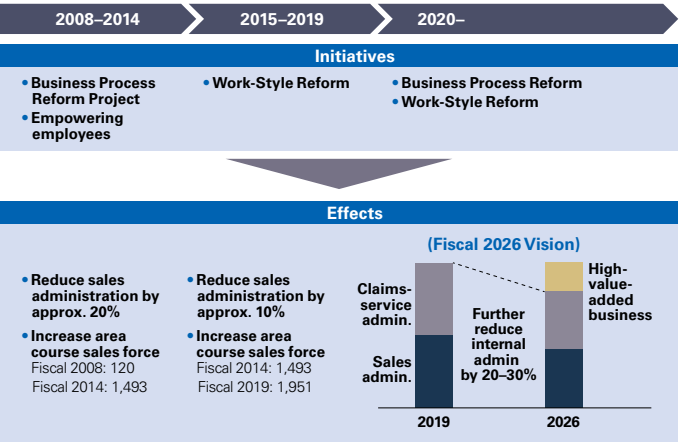 2008–2014
2015–2019
2020–
Initiatives
• Business Process
Reform Project
• Empowering
employees
• Work-Style Reform
• Business Process Reform
• Work-Style Reform
Effects
• Reduce sales
administration by
approx. 20%
• Increase area
course sales force
Fiscal 2008: 120
Fiscal 2014: 1,493
• Reduce sales
administration by
approx. 10%
• Increase area
course sales force
Fiscal 2014: 1,493
Fiscal 2019: 1,951
(Fiscal 2026 Vision)
Claims-
service
admin.
Sales
admin.
Further
reduce
internal
admin
by 20–30%
High-
value-
added
business
2019
2026